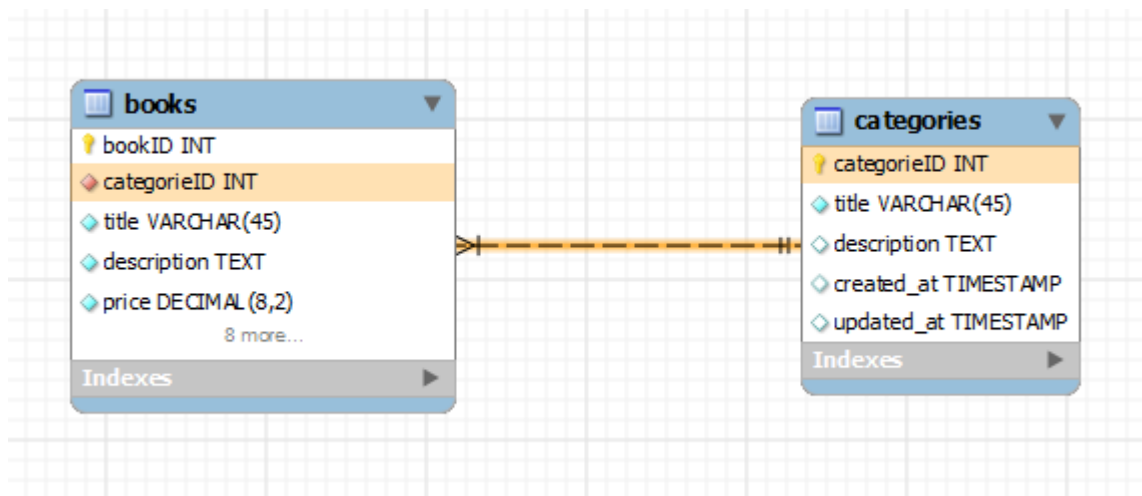 books
bookID INT
categorieID INT
title VARCHAR(45)
description TEXT
price DECIMAL(8,2)
8 more...
Indexes
categories
categorieID INT
title VARCHAR(45)
description TEXT
created_at TIMESTAMP
updated_at TIMESTAMP
Indexes